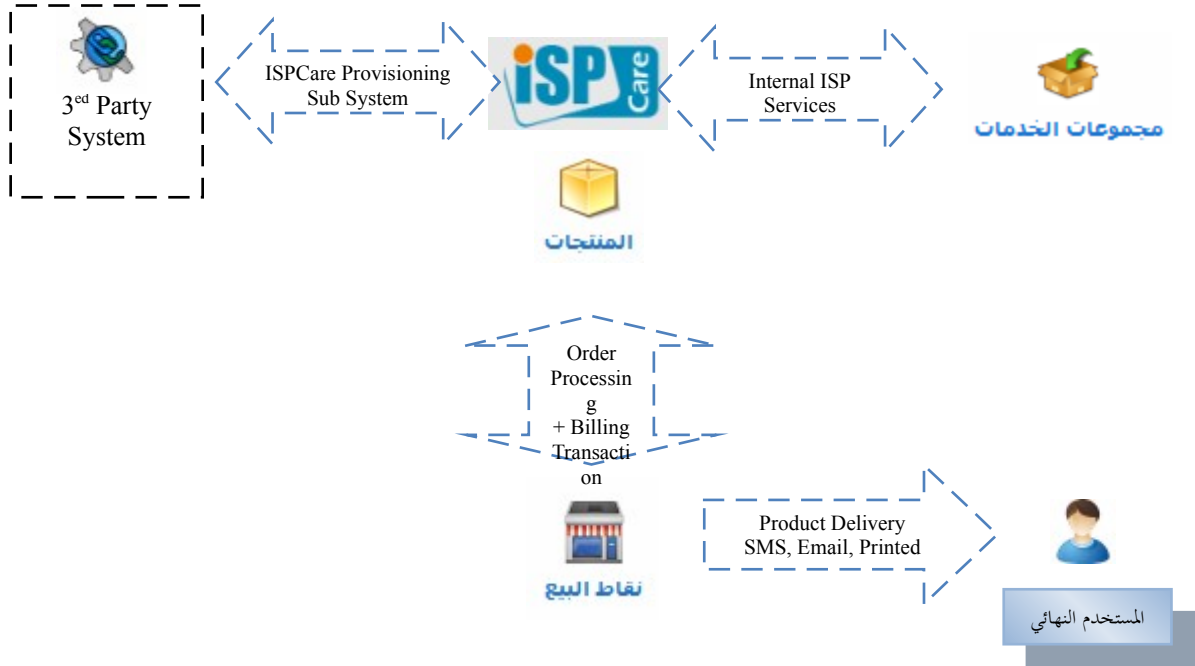 3ed Party
System
ISPCare Provisioning
Sub System
iSP Care
Internal ISP
Services
مجموعات الخدمات
المنتجات
Order
Processin
g
+ Billing
Transacti
on
نقاط البيع
Product Delivery
SMS, Email, Printed
المستخدم النهائي